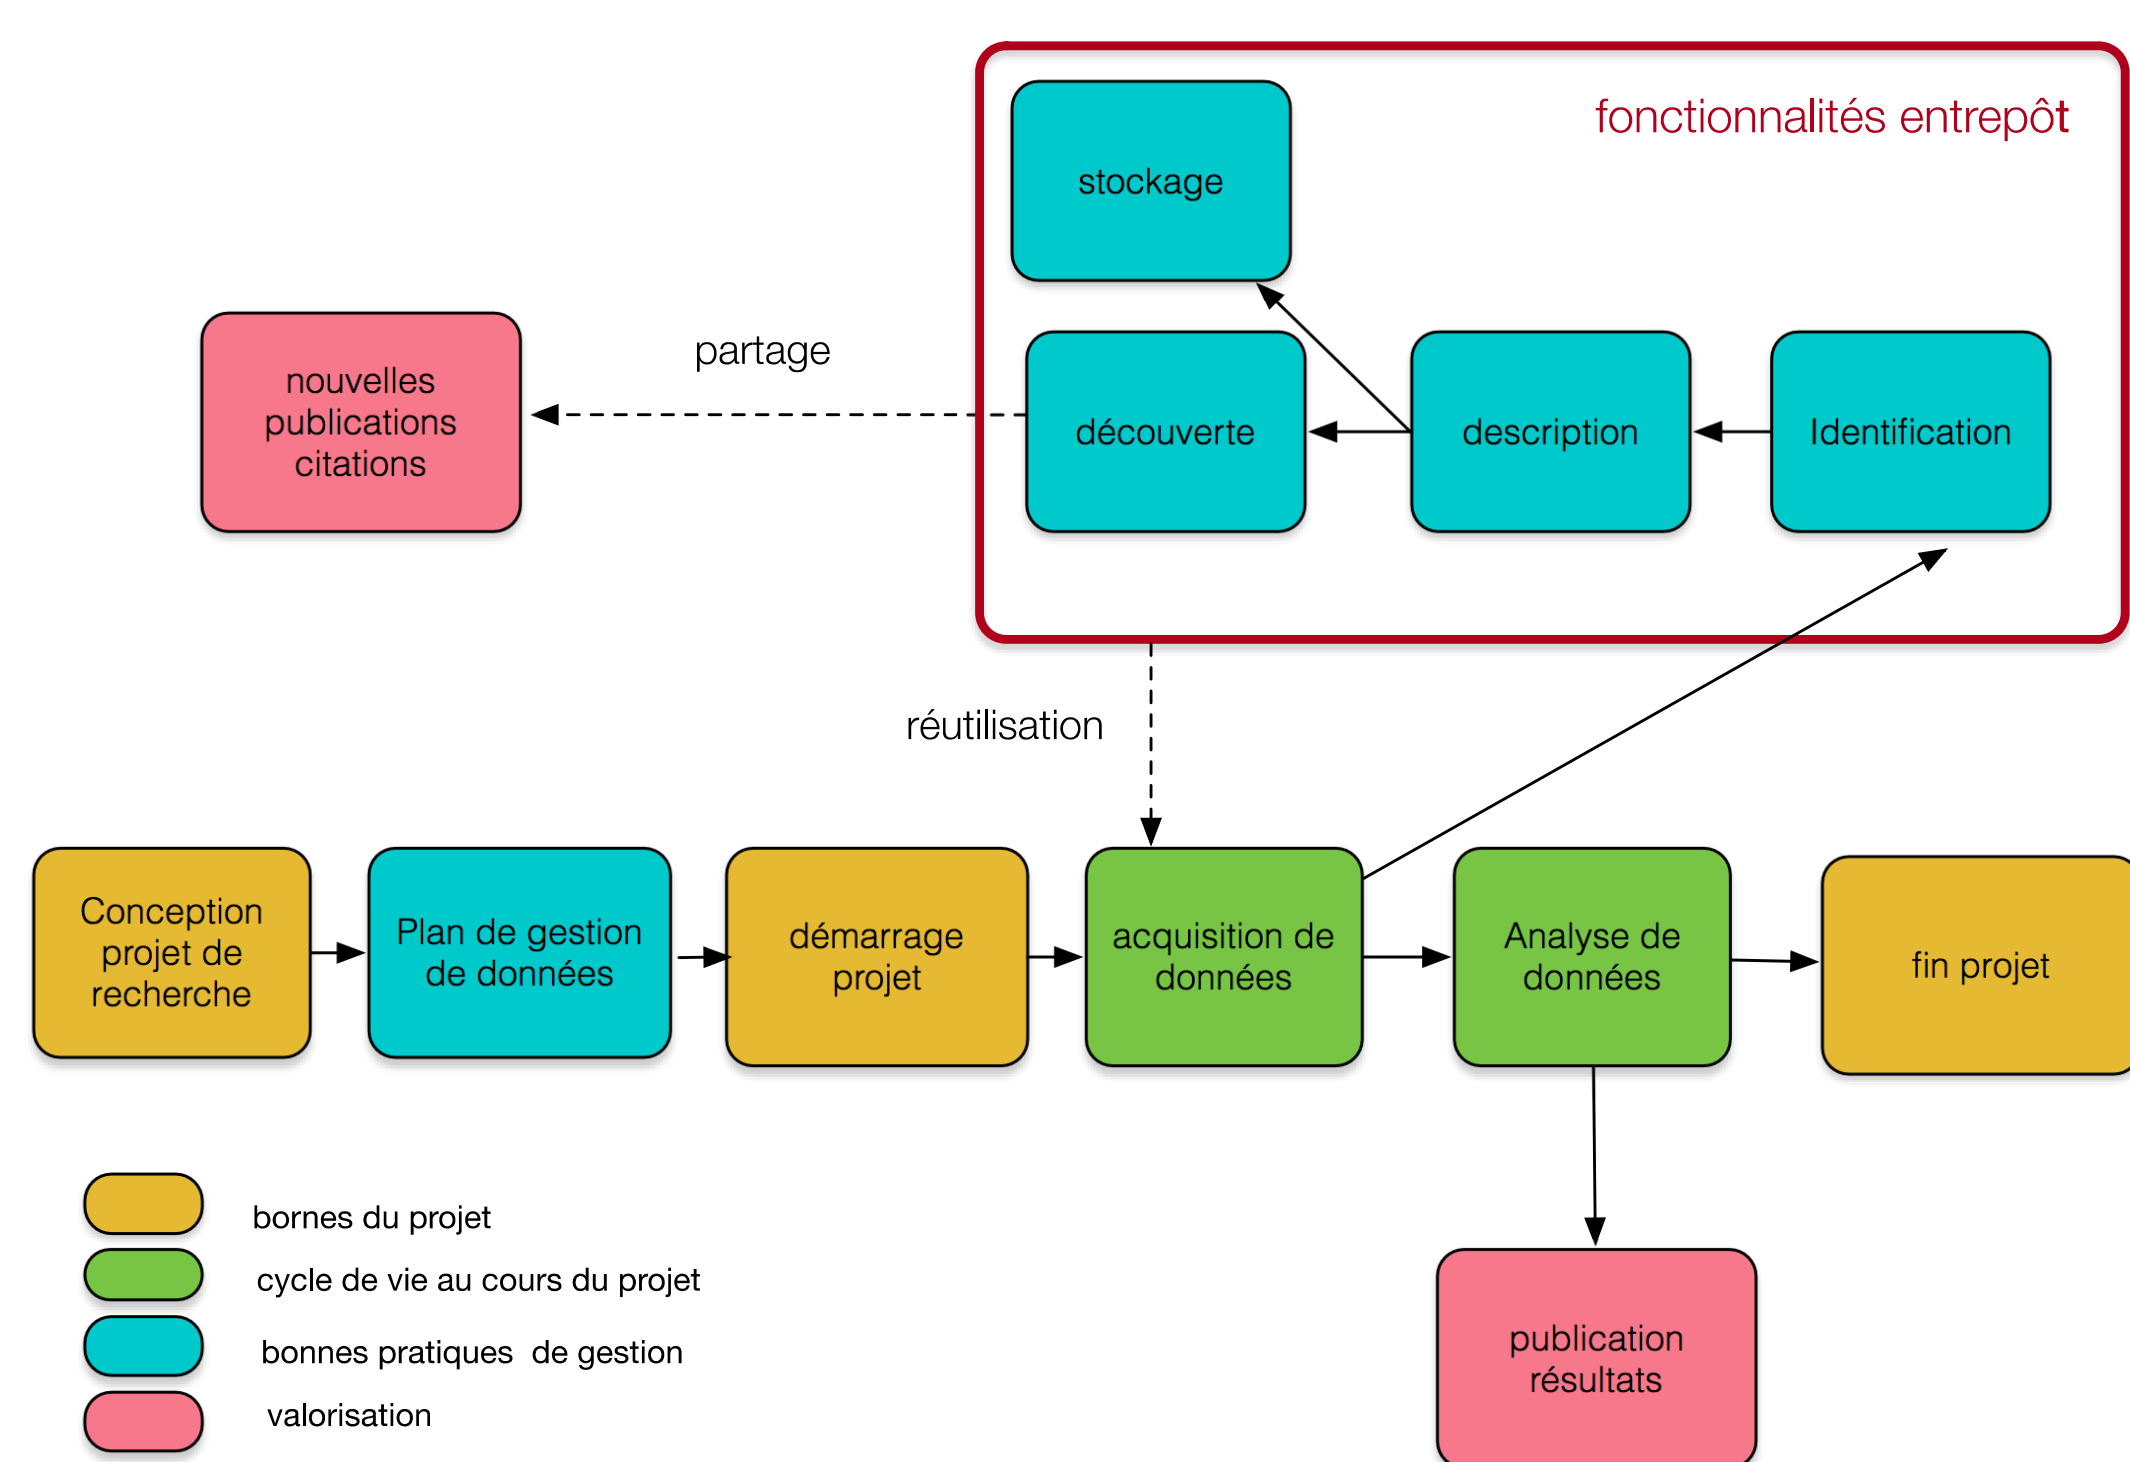 fonctionnalités entrepôt
stockage
partage
nouvelles
publications
citations
découverte
description
Identification
réutilisation
Conception
projet de
recherche
Plan de gestion
de données
démarrage
projet
acquisition de
données
Analyse de
données
fin projet
bornes du projet
cycle de vie au cours du projet
bonnes pratiques  de gestion
valorisation
publication
résultats